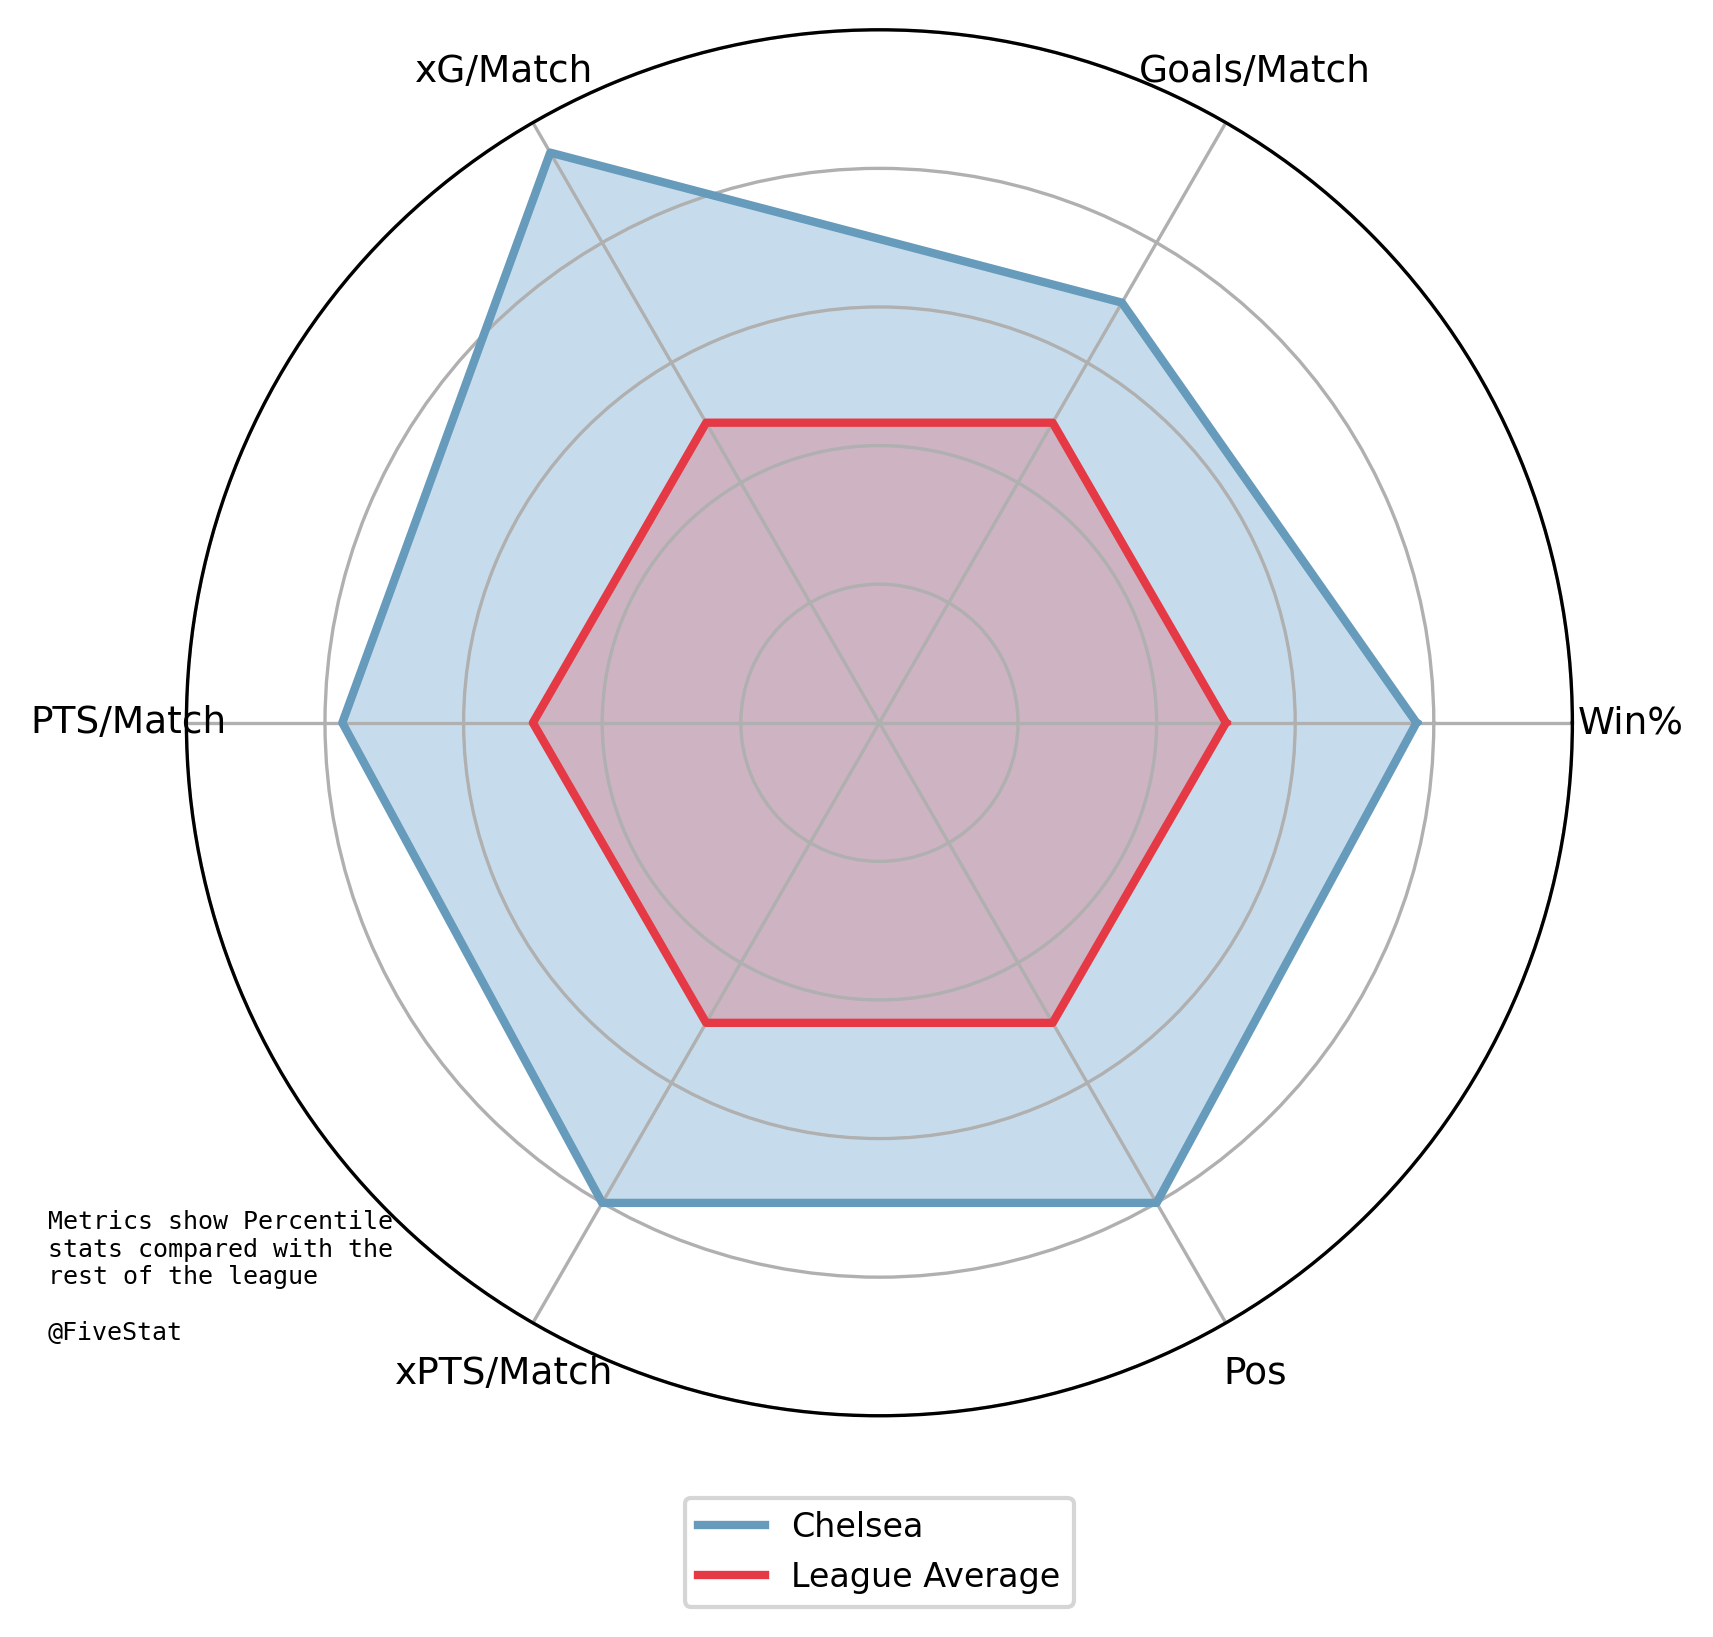 xG/Match
Goals/Match
PTS/Match
Win%
Metrics show Percentile
stats compared with the
rest of the league
@FiveStat
xPTS/Match
Pos
Chelsea
League Average